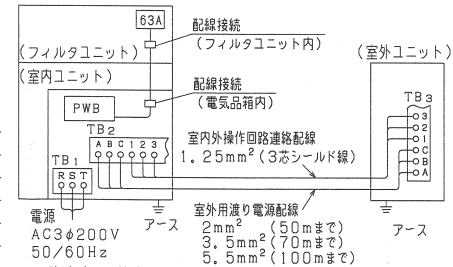 63A
配線接続
(フィルタユニット内)
(フィルタユニット)
(室外ユニット)
(室内ユニット)
配線接続
(電気品箱内)
PWB
TB3
3
2
1
C
B
A
TB2
A B C 1 2 3
室内外操作回路連絡配線
1.25mm² (3芯シールド線)
TB1
R S T
電源
AC3φ200V
50/60Hz
アース
室外用渡り電源配線
2mm² (50mまで)
3.5mm² (70mまで)
5.5mm² (100mまで)
アース